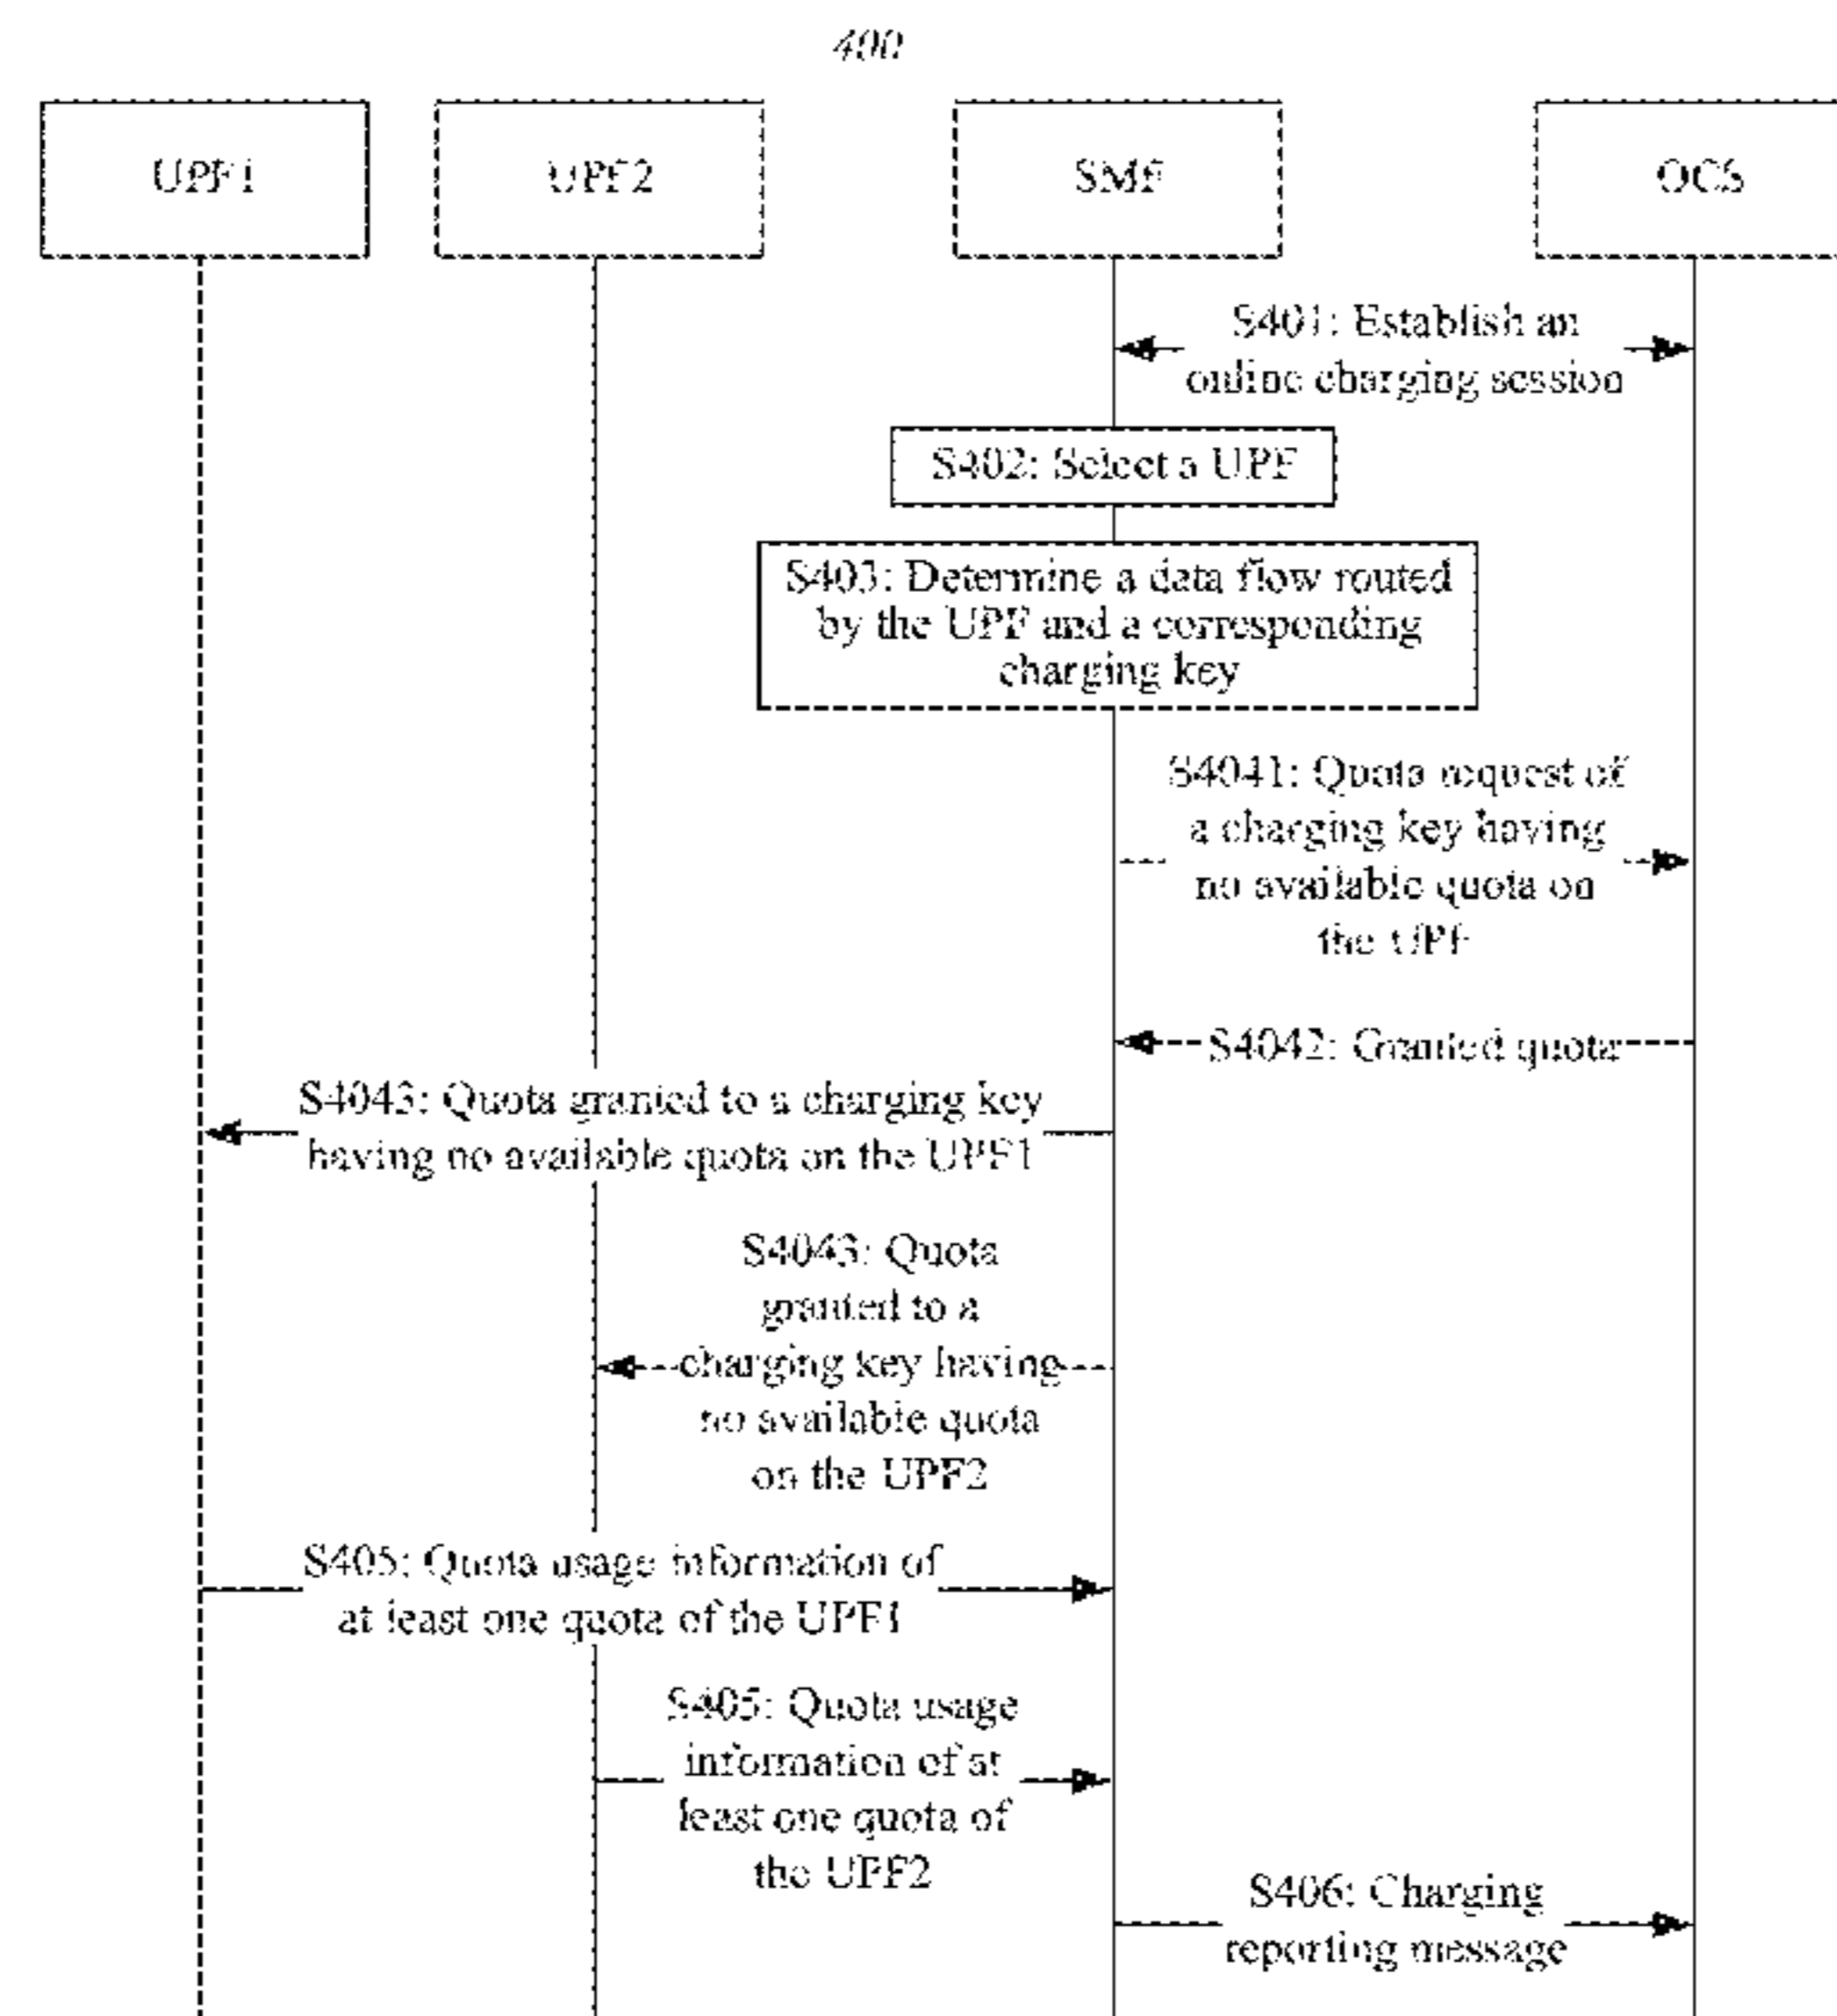 400
UPF1
UPF2
SMF
OCS
S401: Establish an
online charging session
S402: Select a UPF
S403: Determine a data flow routed
by the UPF and a corresponding
charging key
S4041: Quota request of
a charging key having
no available quota on
the UPF
S4042: Granted quota
S4043: Quota granted to a charging key
having no available quota on the UPF1
S4043: Quota
granted to a
charging key having
no available quota
on the UPF2
S405: Quota usage information of
at least one quota of the UPF1
S405: Quota usage
information of at
least one quota of
the UPF2
S406: Charging
reporting message